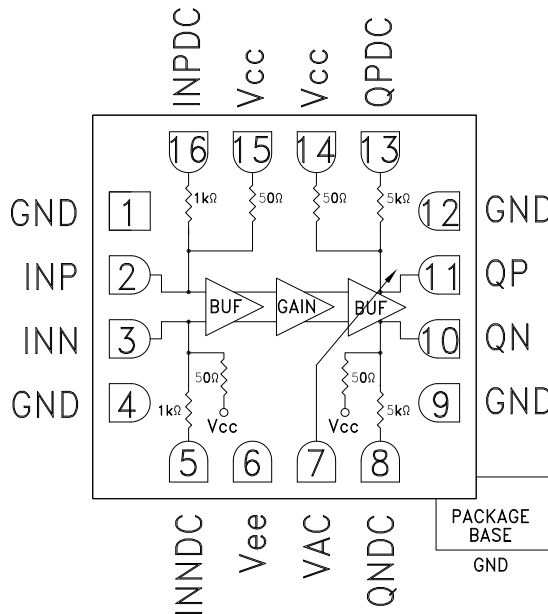 INPDC
Vcc
Vcc
QPDC
16
15
14
13
1kΩ
50Ω
50Ω
5kΩ
GND
1
12
GND
INP
2
11
QP
BUF
GAIN
BUF
INN
3
10
QN
GND
4
9
GND
50Ω
50Ω
1kΩ
Vcc
Vcc
5kΩ
5
6
7
8
INNDC
Vee
VAC
QNDC
PACKAGE
BASE
GND